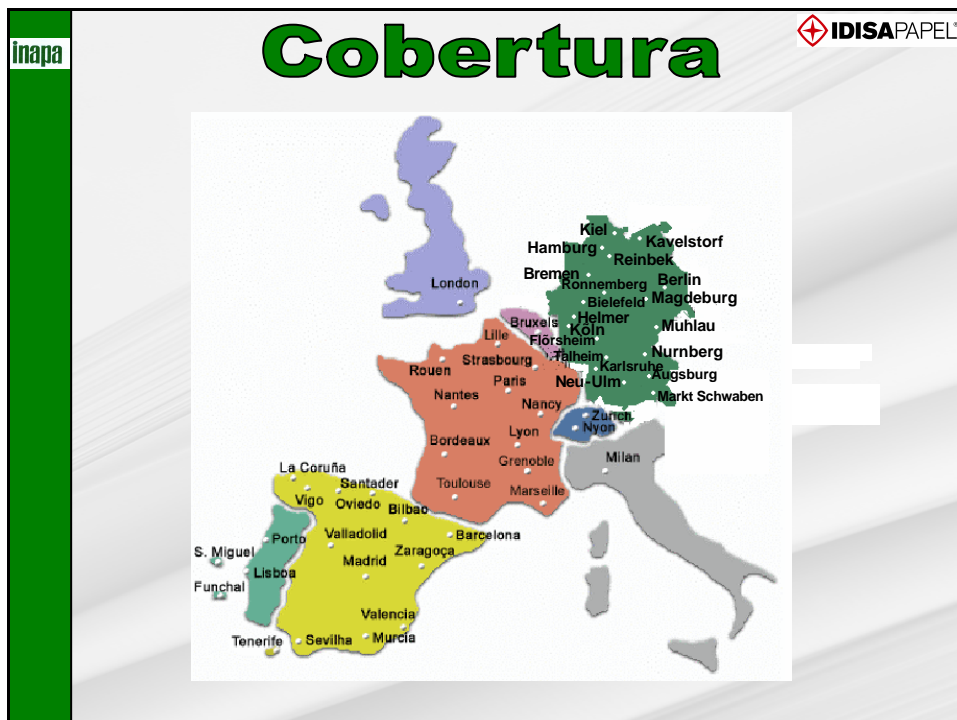 inapa
Cobertura
IDISAPAPEL®
Kiel
Kavelstorf
Hamburg
Reinbek
Bremen
Berlin
Ronnemberg
Magdeburg
Bielefeld
Helmer
Köln
Muhlau
Florsheim
Talheim
Nurnberg
Karlsruhe
Augsburg
Neu-Ulm
Markt Schwaben
London
Bruxels
Lille
Strasbourg
Rouen
Paris
Nantes
Nancy
Lyon
Bordeaux
Grenoble
Toulouse
Marseille
Zurich
Nyon
Milan
La Coruña
Santader
Vigo
Oviedo
Bilbao
Barcelona
Valladolid
Zaragoça
Madrid
Valencia
Murcia
Sevilha
Tenerife
Porto
S. Miguel
Lisboa
Funchal